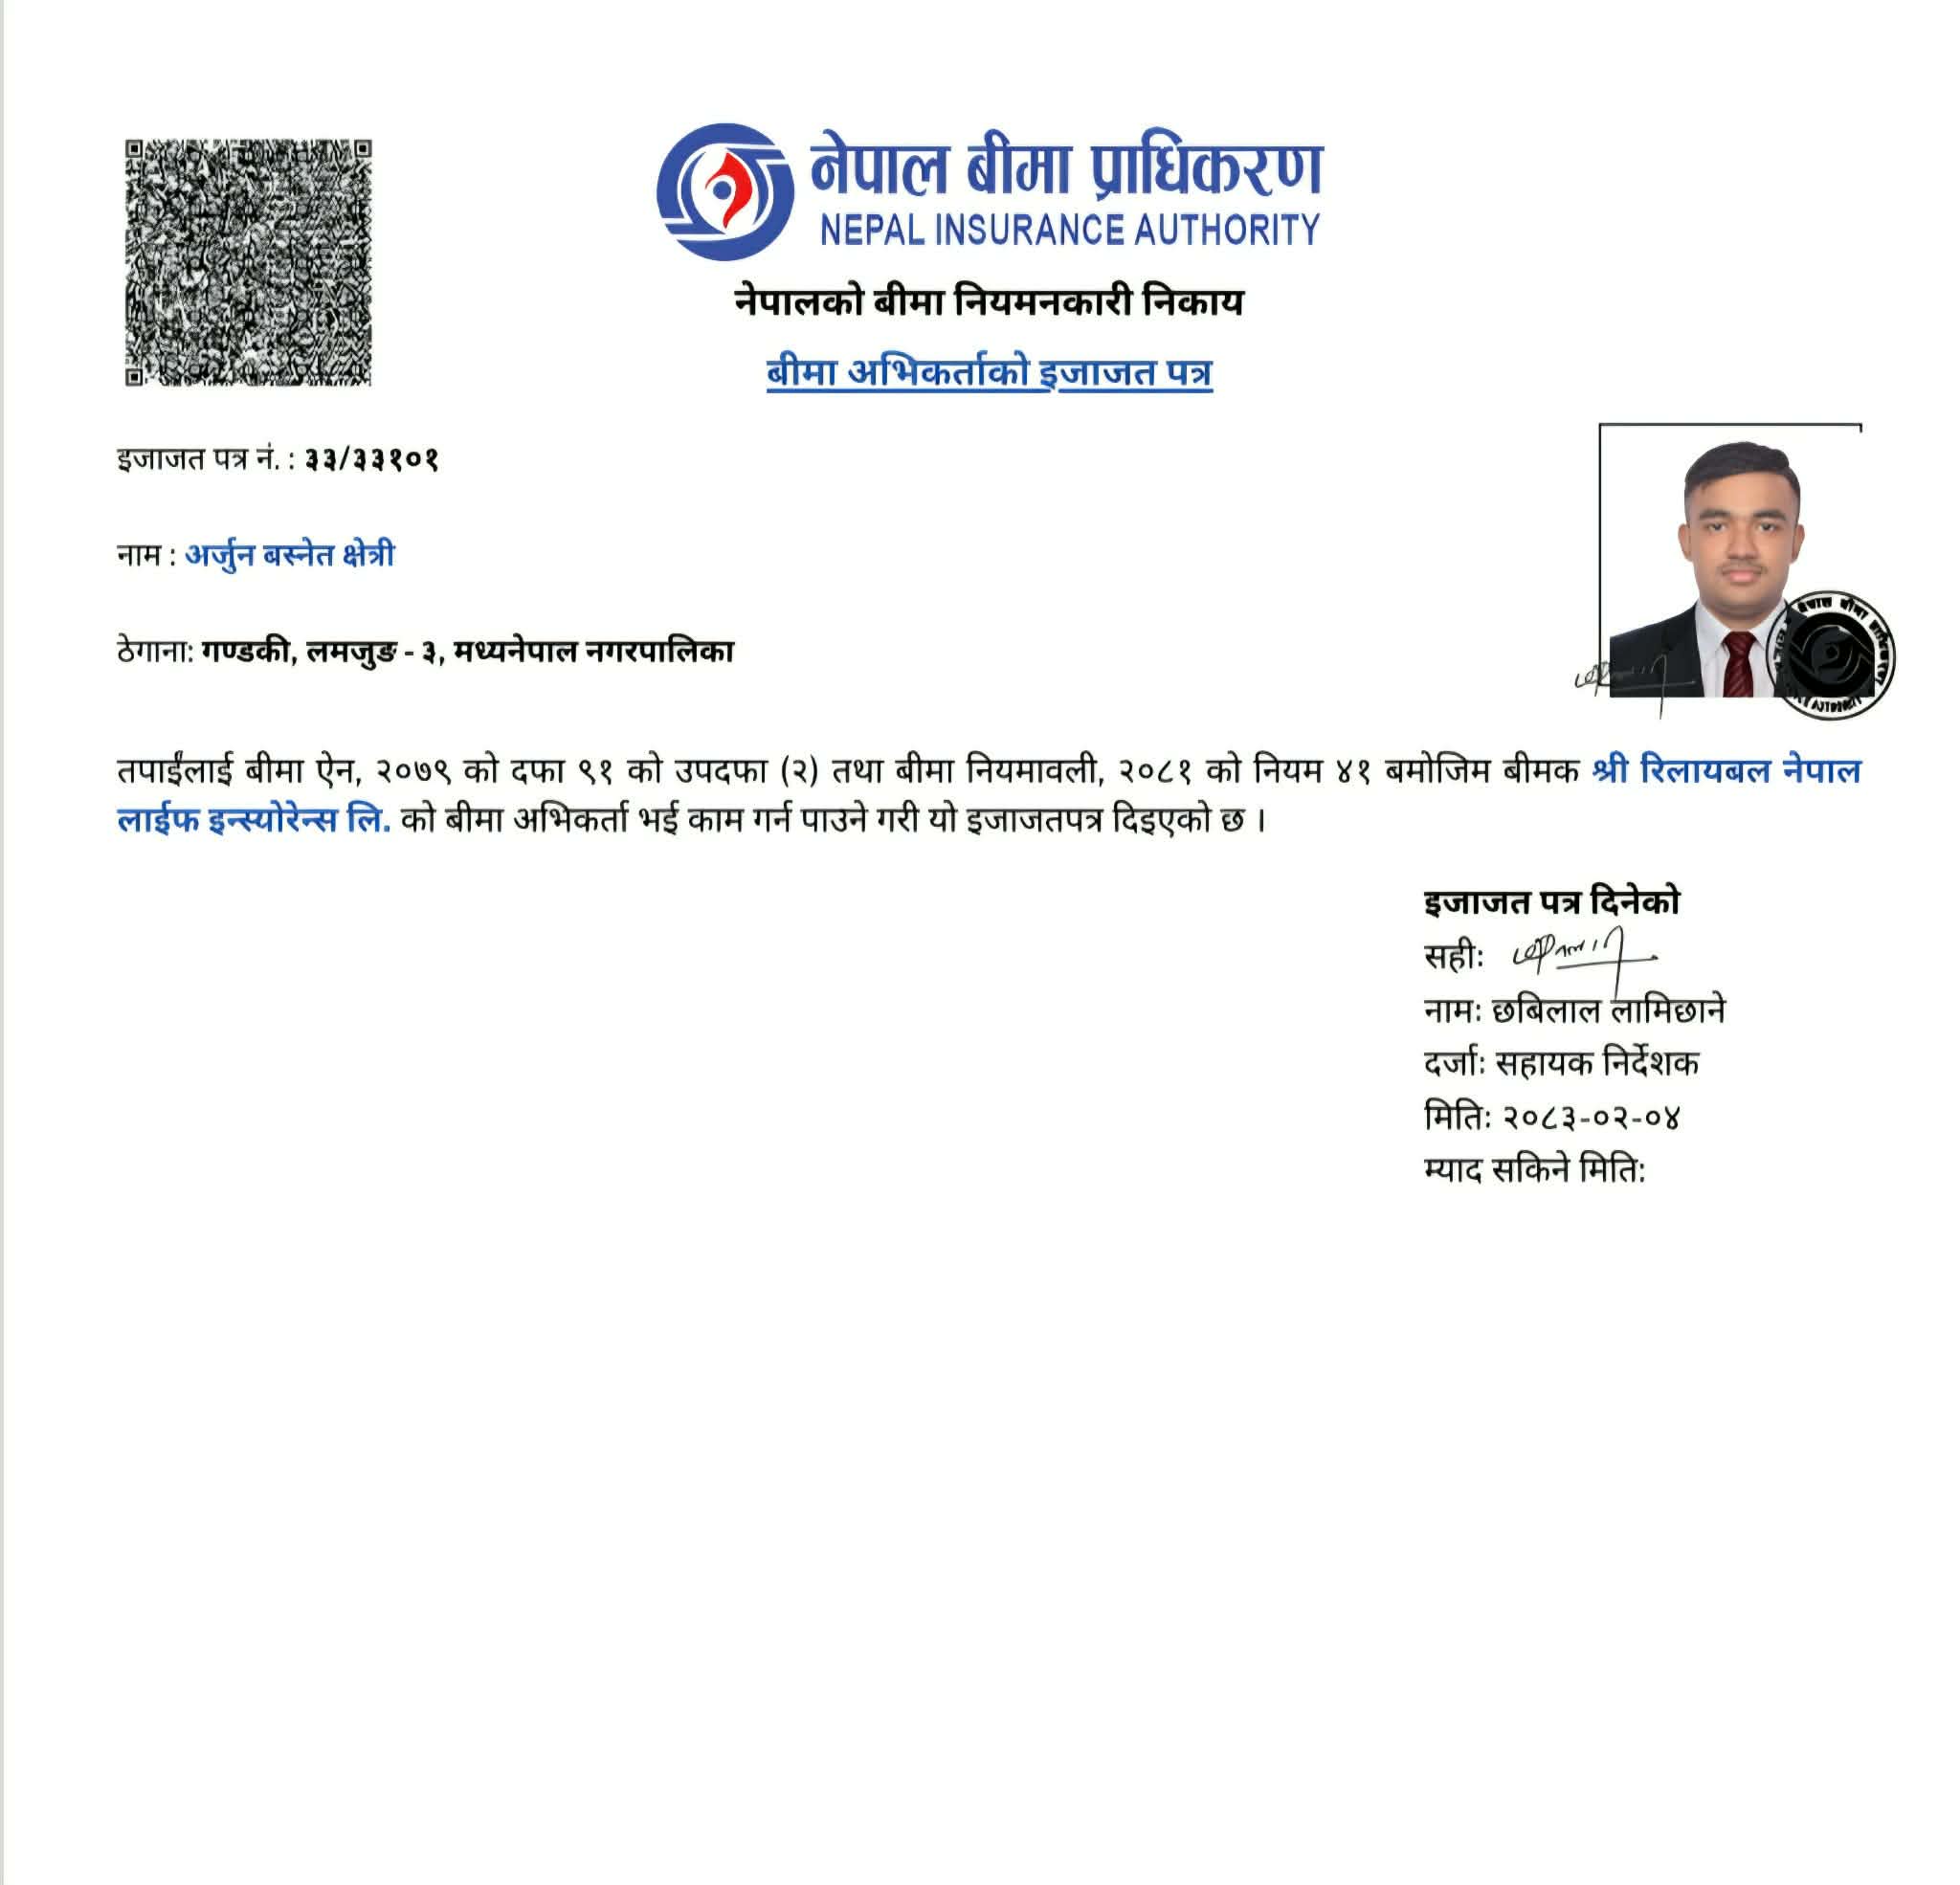 नेपाल बीमा प्राधिकरण
NEPAL INSURANCE AUTHORITY
नेपालको बीमा नियमनकारी निकाय
बीमा अभिकर्ताको इजाजत पत्र
इजाजत पत्र नं. : ३३/३३१०१
नाम : अर्जुन बस्नेत क्षेत्री
ठेगाना: गण्डकी, लमजुङ - ३, मध्यनेपाल नगरपालिका
तपाईंलाई बीमा ऐन, २०७९ को दफा ९१ को उपदफा (२) तथा बीमा नियमावली, २०८१ को नियम ४१ बमोजिम बीमक श्री रिलायबल नेपाल
लाईफ इन्स्योरेन्स लि. को बीमा अभिकर्ता भई काम गर्न पाउने गरी यो इजाजतपत्र दिइएको छ ।
इजाजत पत्र दिनेको
सही:
नाम: छबिलाल लामिछाने
दर्जा: सहायक निर्देशक
मिति: २०८३-०२-०४
म्याद सकिने मिति: